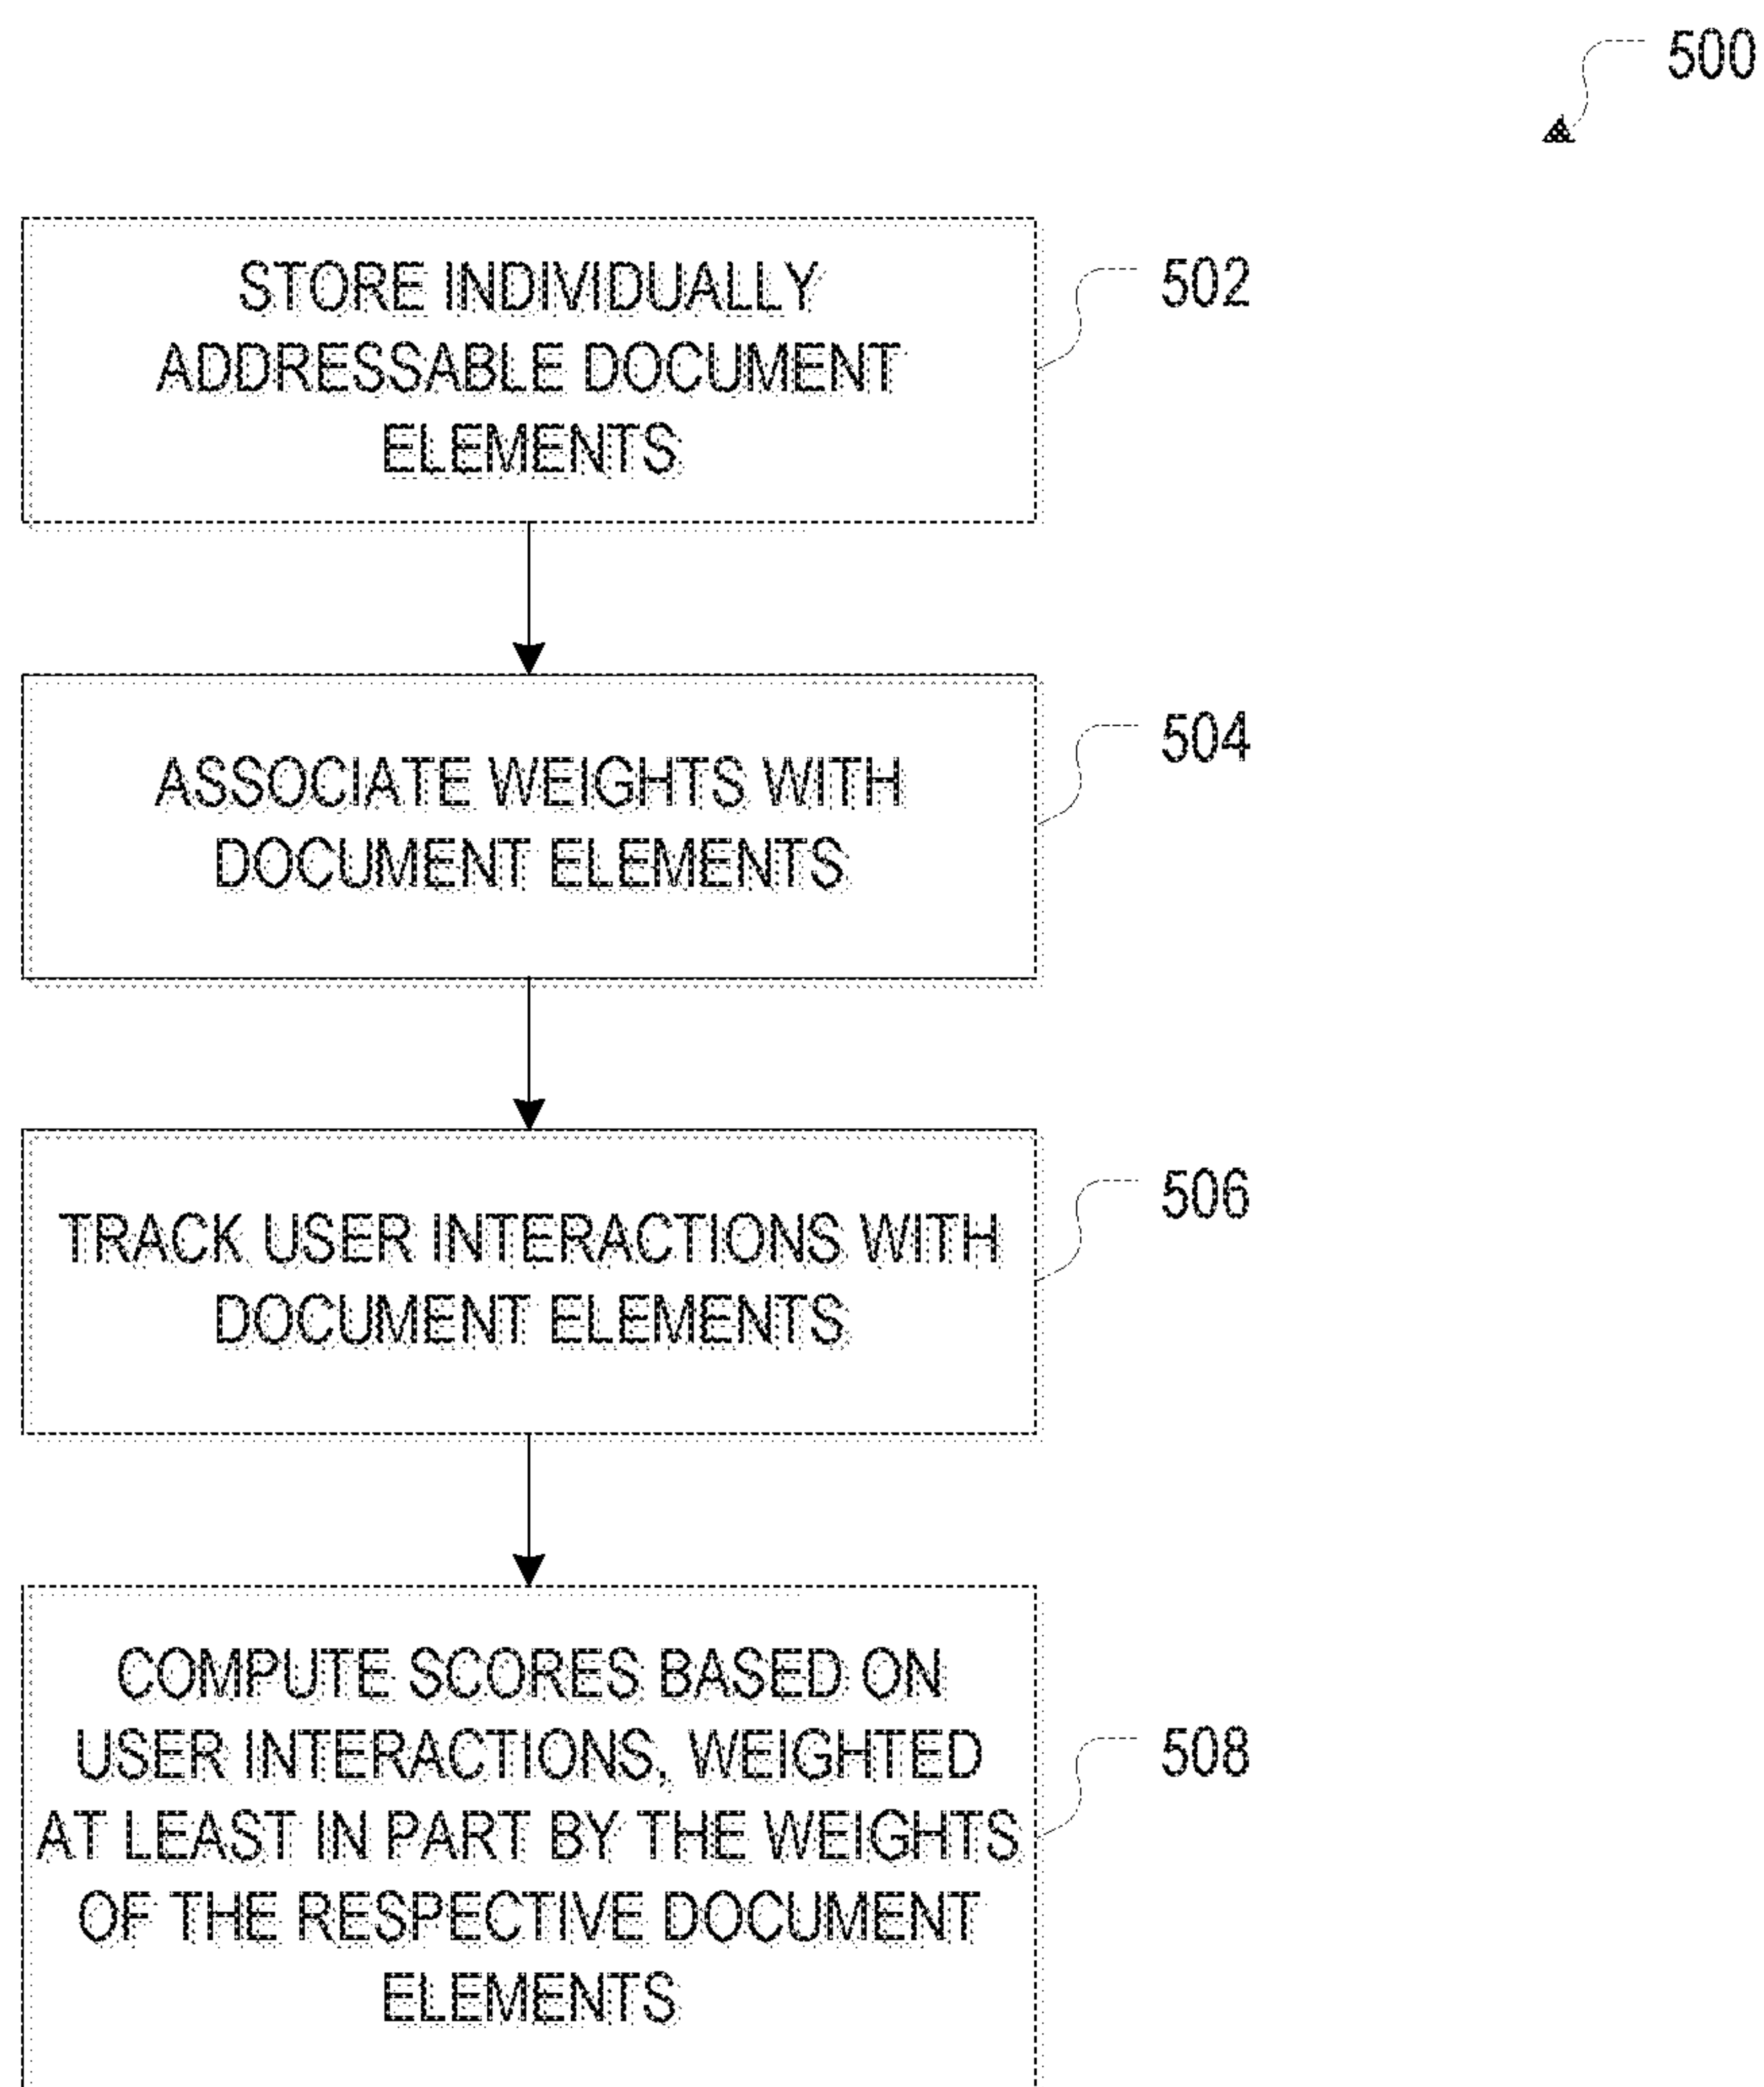 500
STORE INDIVIDUALLY
ADDRESSABLE DOCUMENT
ELEMENTS
502
ASSOCIATE WEIGHTS WITH
DOCUMENT ELEMENTS
504
TRACK USER INTERACTIONS WITH
DOCUMENT ELEMENTS
506
COMPUTE SCORES BASED ON
USER INTERACTIONS, WEIGHTED
AT LEAST IN PART BY THE WEIGHTS
OF THE RESPECTIVE DOCUMENT
ELEMENTS
508